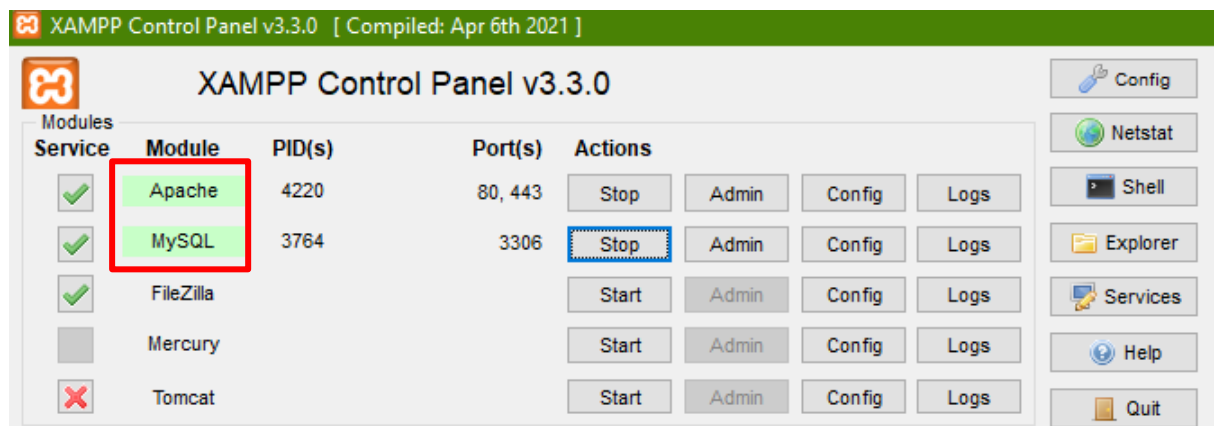 XAMPP Control Panel v3.3.0 [ Compiled: Apr 6th 2021 ]
XAMPP Control Panel v3.3.0
Config
Modules
Netstat
Service Module PID(s) Port(s) Actions
Apache 4220 80, 443 Stop Admin Config Logs
Shell
MySQL 3764 3306 Stop Admin Config Logs
Explorer
FileZilla Start Admin Config Logs
Services
Mercury Start Admin Config Logs
Help
Tomcat Start Admin Config Logs
Quit